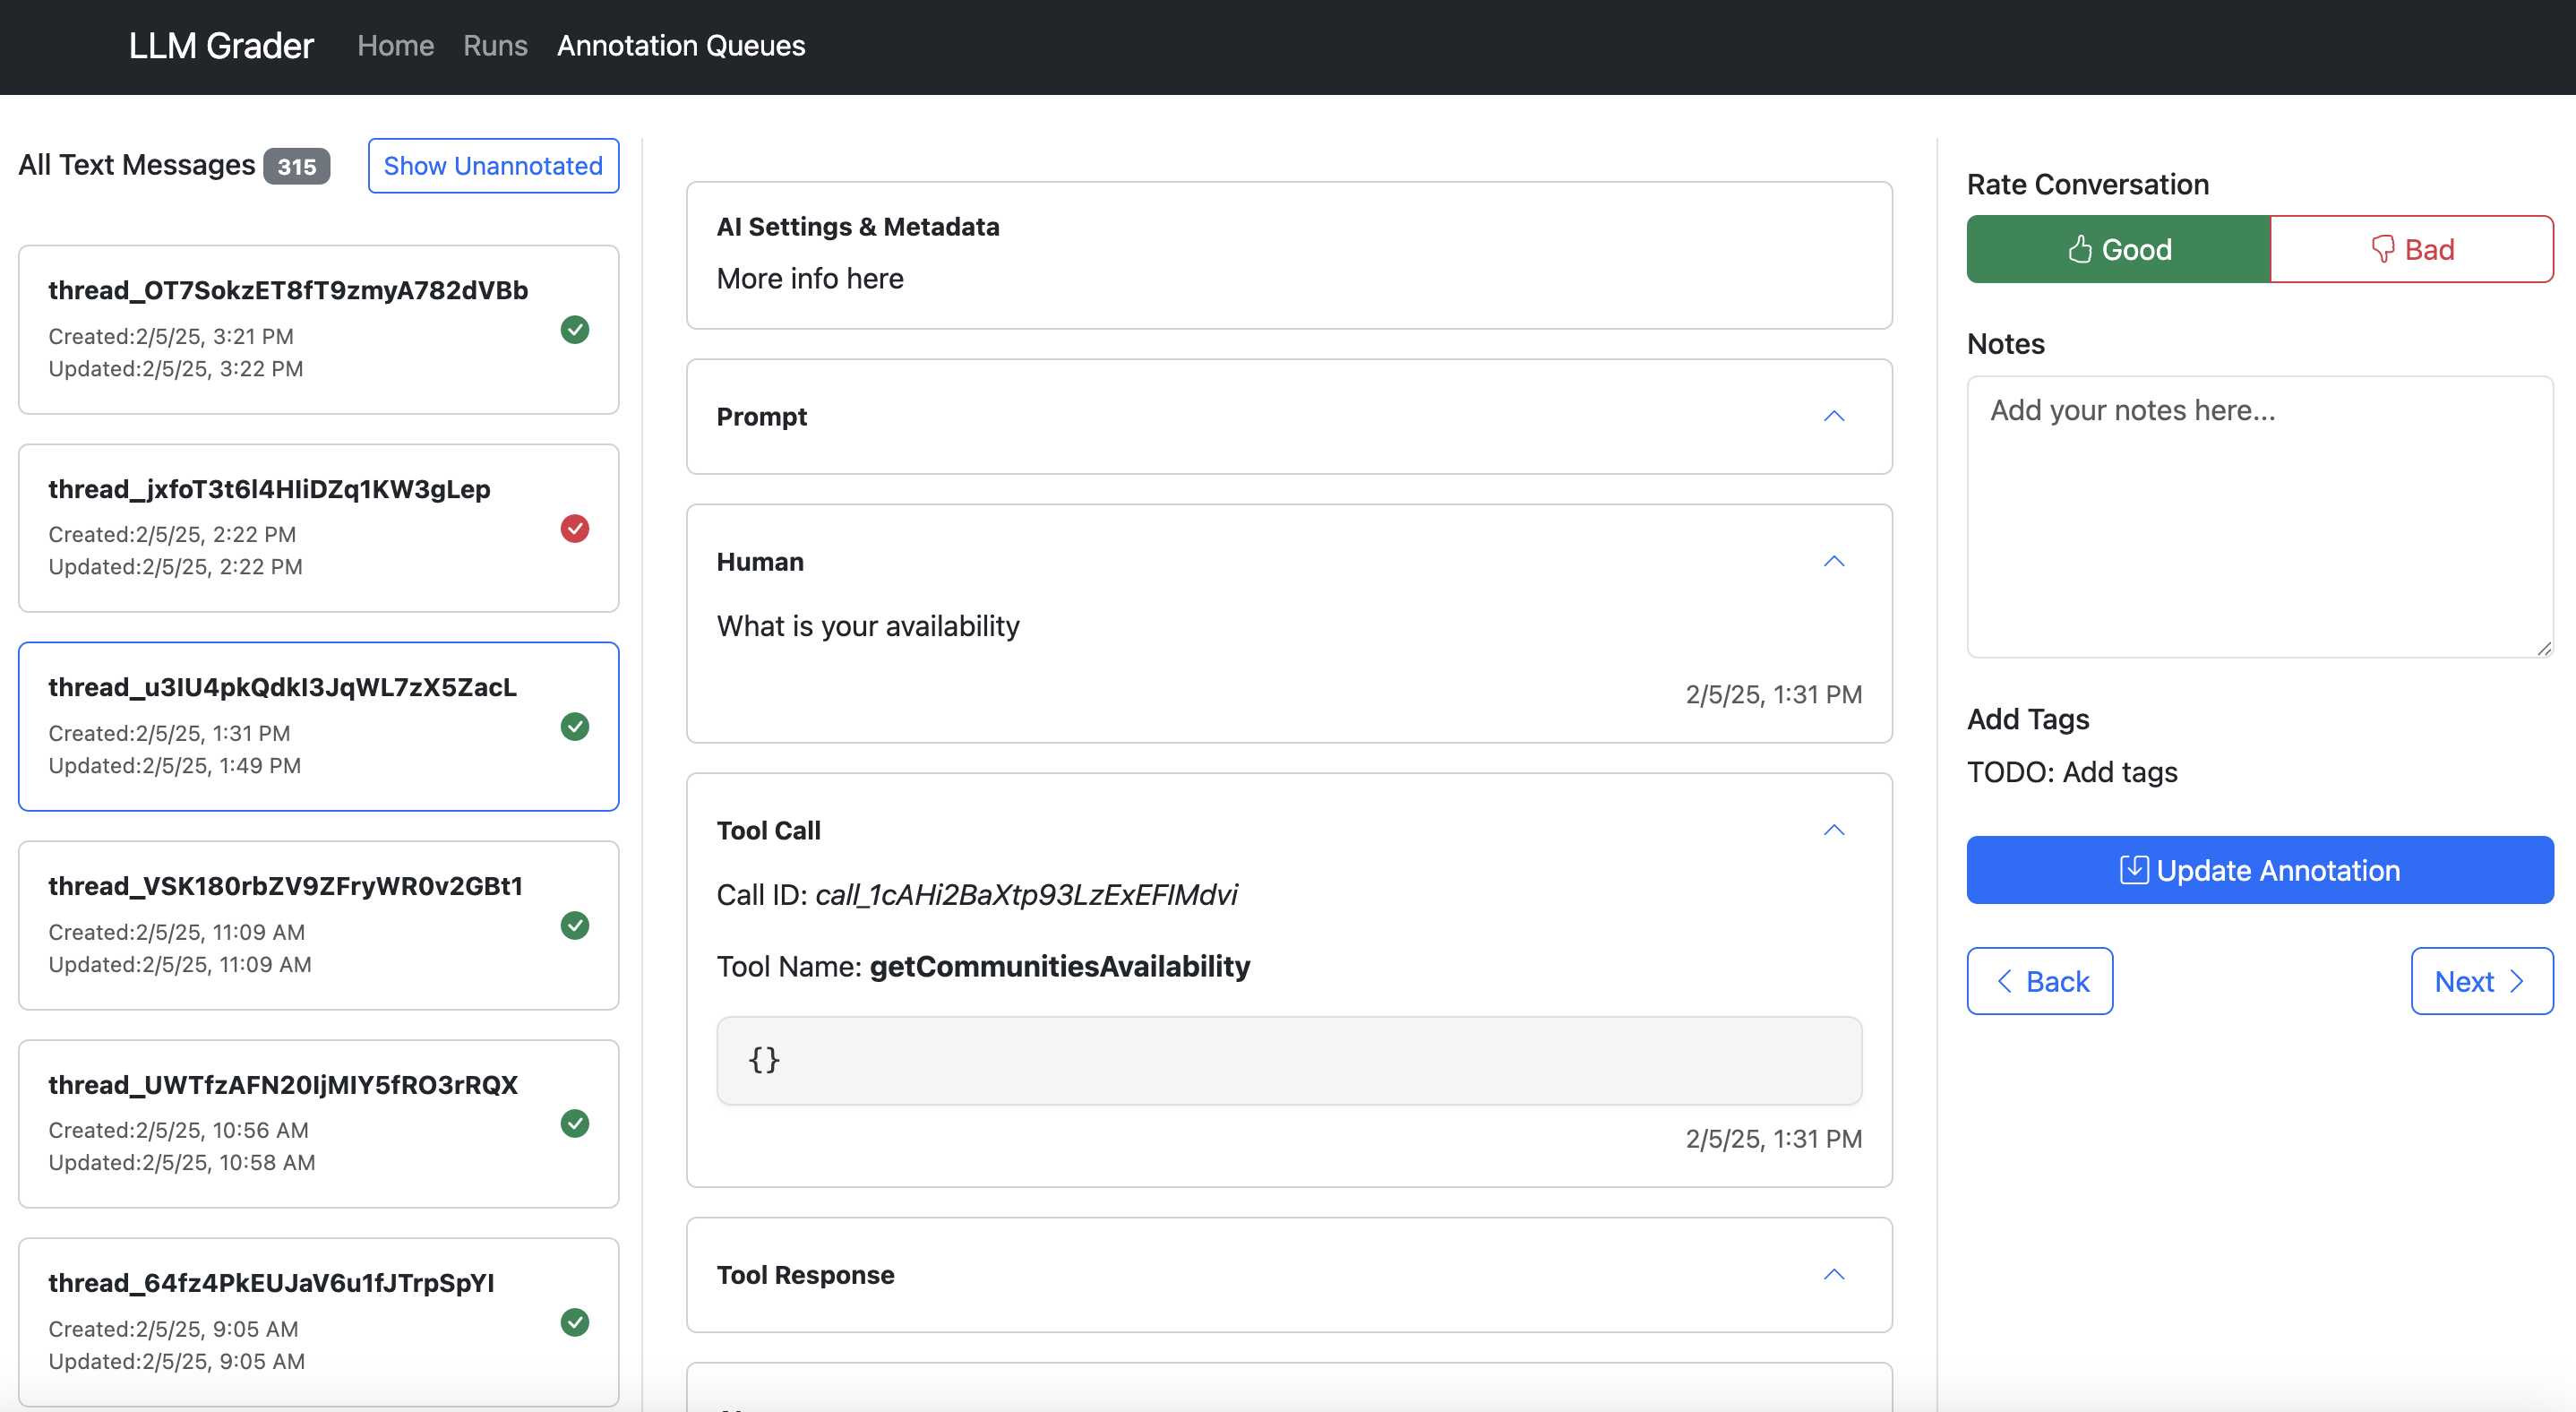 LLM Grader Home Runs Annotation Queues
All Text Messages 315 Show Unannotated
thread_OT7SokzET8fT9zmyA782dVBb
Created:2/5/25, 3:21 PM
Updated:2/5/25, 3:22 PM
thread_jxfoT3t6l4HIiDZq1KW3gLep
Created:2/5/25, 2:22 PM
Updated:2/5/25, 2:22 PM
thread_u3IU4pkQdkI3JqWL7zX5ZacL
Created:2/5/25, 1:31 PM
Updated:2/5/25, 1:49 PM
thread_VSK180rbZV9ZFryWR0v2GBt1
Created:2/5/25, 11:09 AM
Updated:2/5/25, 11:09 AM
thread_UWTfzAFN20IjMIY5fRO3rRQX
Created:2/5/25, 10:56 AM
Updated:2/5/25, 10:58 AM
thread_64fz4PkEUJaV6u1fJTrpSpYI
Created:2/5/25, 9:05 AM
Updated:2/5/25, 9:05 AM
AI Settings & Metadata
More info here
Prompt
Human
What is your availability
2/5/25, 1:31 PM
Tool Call
Call ID: call_1cAHi2BaXtp93LzExEFIMdvi
Tool Name: getCommunitiesAvailability
{}
2/5/25, 1:31 PM
Tool Response
Rate Conversation
Good Bad
Notes
Add your notes here...
Add Tags
TODO: Add tags
Update Annotation
Back Next